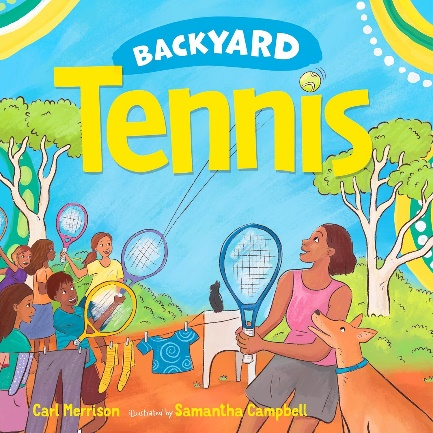 BACKYARD
Tennis
Carl Merrison illustrated by Samantha Campbell